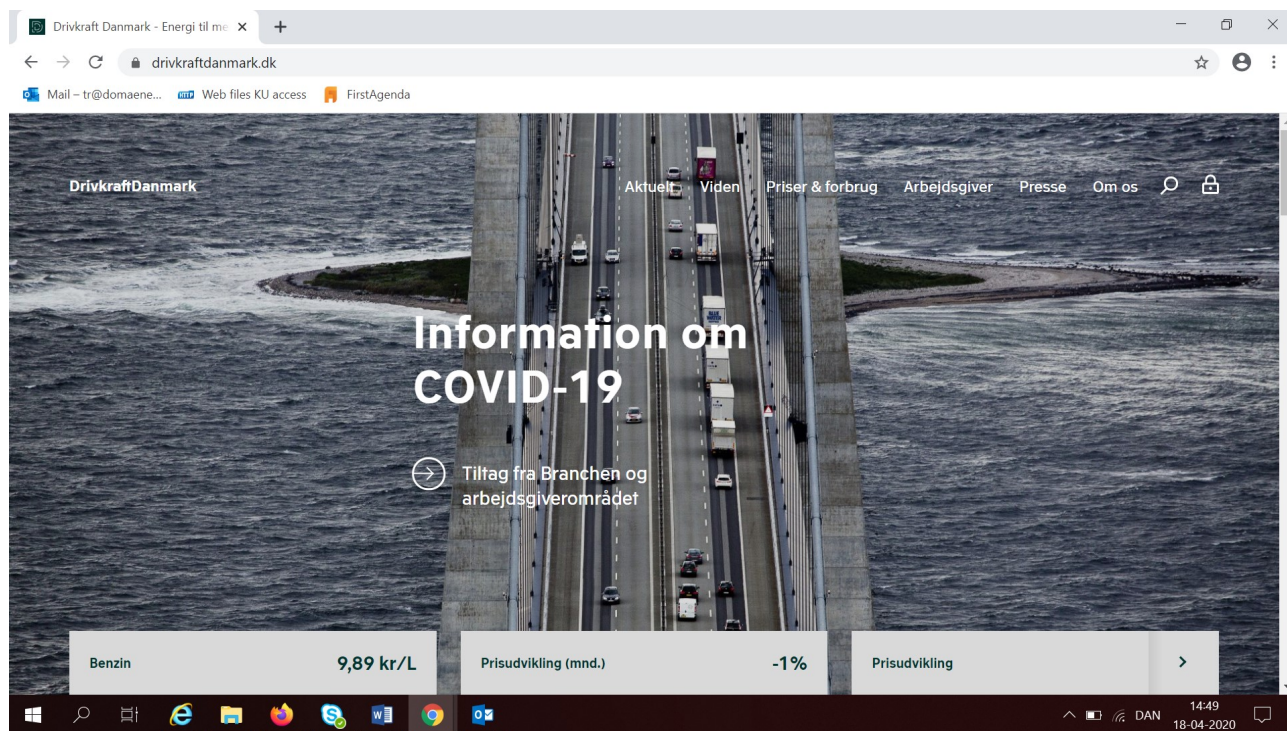 Drivkraft Danmark - Energi til me
drivkraftdanmark.dk
Mail – tr@domaene... Web files KU access FirstAgenda
DrivkraftDanmark Aktuelt Viden Priser & forbrug Arbejdsgiver Presse Om os
Information om
COVID-19
Tiltag fra Branchen og
arbejdsgiverområdet
Benzin 9,89 kr/L Prisudvikling (mnd.) -1% Prisudvikling
DAN 14:49
18-04-2020